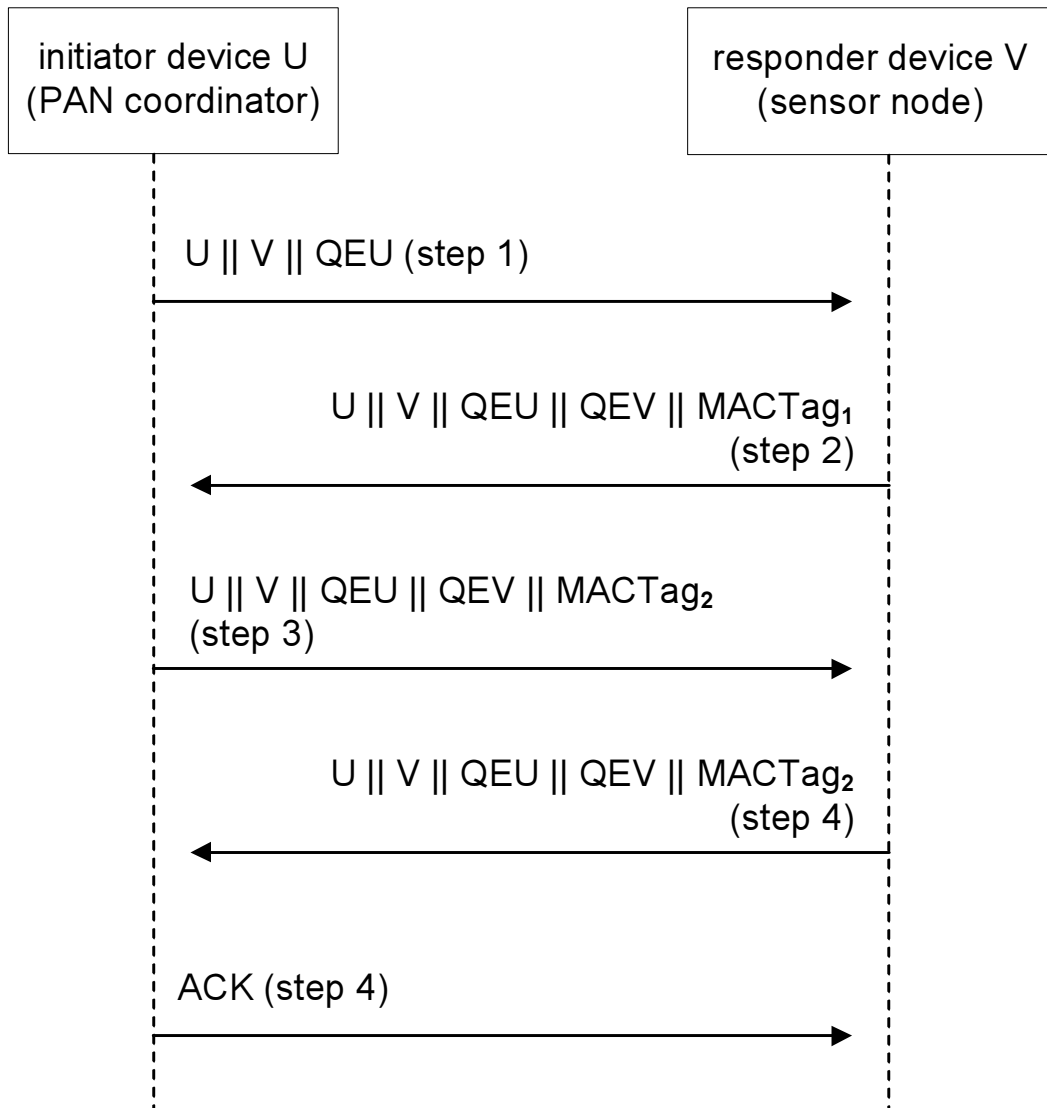 initiator device U
(PAN coordinator)
responder device V
(sensor node)
U || V || QEU (step 1)
U || V || QEU || QEV || MACTag₁
(step 2)
U || V || QEU || QEV || MACTag₂
(step 3)
U || V || QEU || QEV || MACTag₂
(step 4)
ACK (step 4)